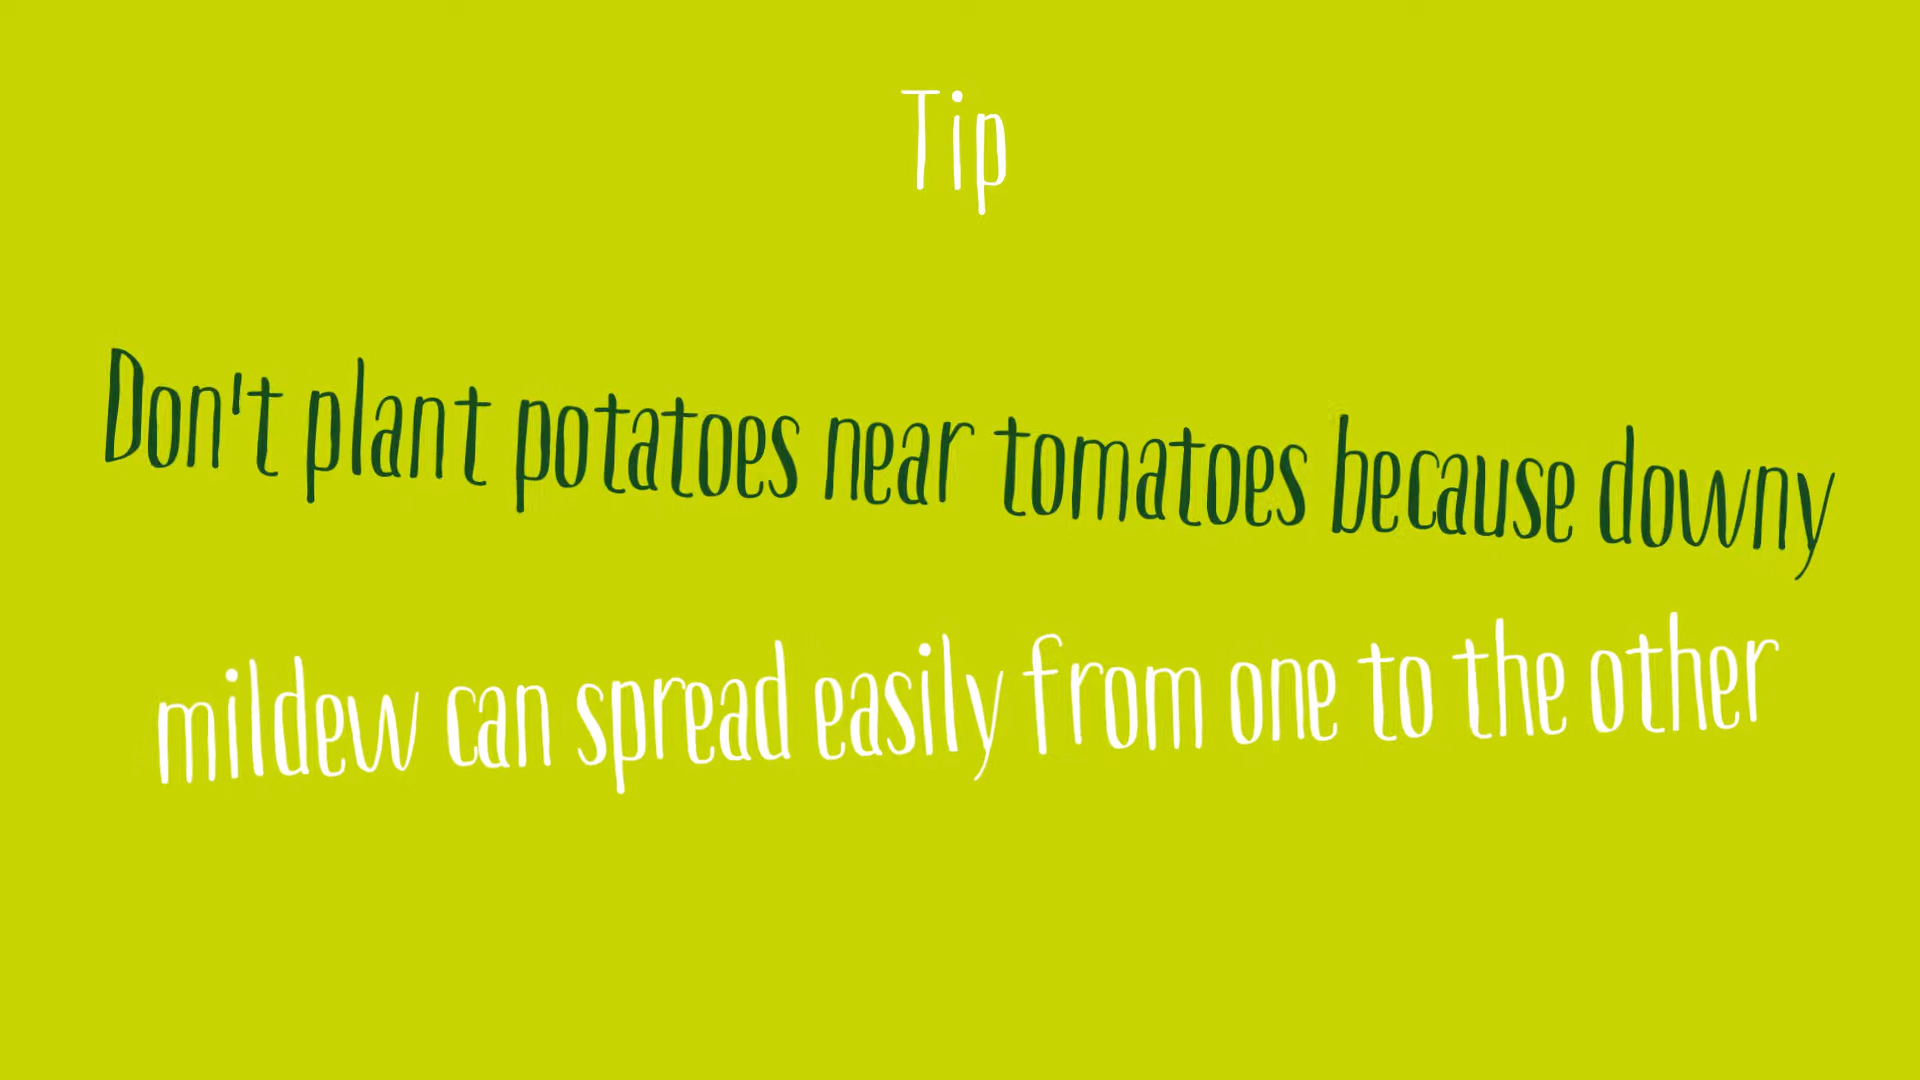 Tip
Don't plant potatoes near tomatoes because downy
mildew can spread easily from one to the other